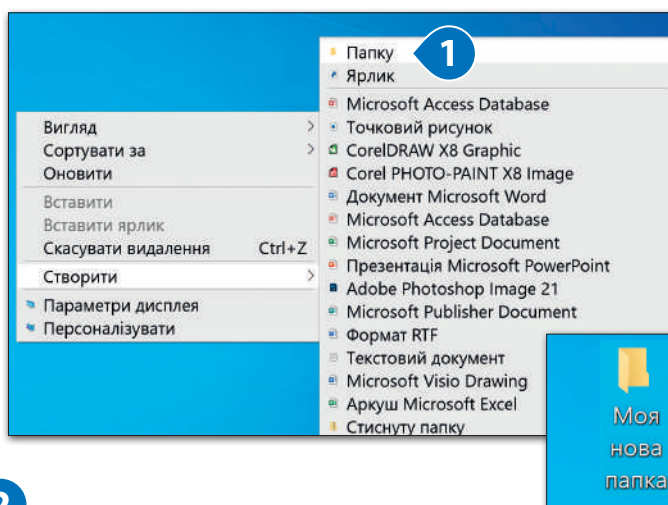 Вигляд
Сортувати за
Оновити
Вставити
Вставити ярлик
Скасувати видалення Ctrl+Z
Створити
Параметри дисплея
Персоналізувати
Папку 1
Ярлик
Microsoft Access Database
Точковий рисунок
CorelDRAW X8 Graphic
Corel PHOTO-PAINT X8 Image
Документ Microsoft Word
Microsoft Access Database
Microsoft Project Document
Презентація Microsoft PowerPoint
Adobe Photoshop Image 21
Microsoft Publisher Document
Формат RTF
Текстовий документ
Microsoft Visio Drawing
Аркуш Microsoft Excel
Стиснуту папку
Моя
нова
папка
2